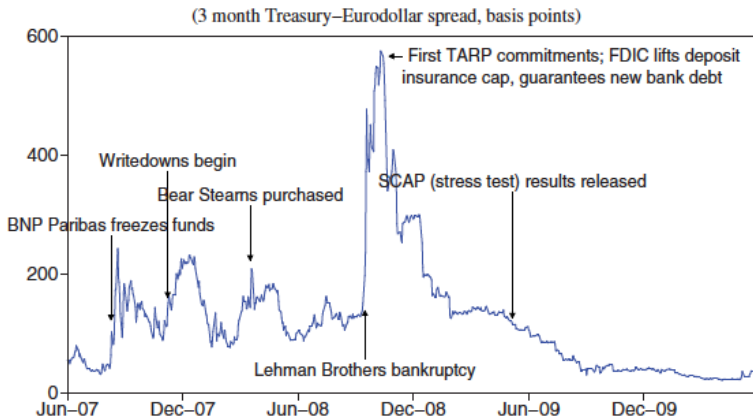 (3 month Treasury–Eurodollar spread, basis points)
600
First TARP commitments; FDIC lifts deposit
insurance cap, guarantees new bank debt
400
Writedowns begin
SCAP (stress test) results released
Bear Stearns purchased
BNP Paribas freezes funds
200
Lehman Brothers bankruptcy
0
Jun-07 Dec-07 Jun-08 Dec-08 Jun-09 Dec-09